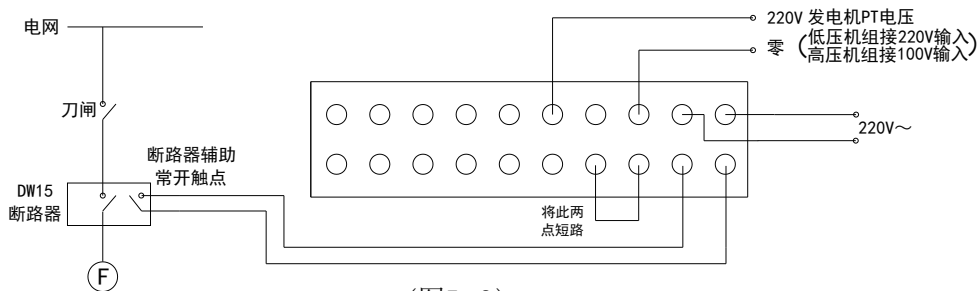 电网
220V 发电机PT电压
零
(低压机组接220V输入)
(高压机组接100V输入)
刀闸
220V～
断路器辅助
常开触点
DW15
断路器
将此两
点短路
F